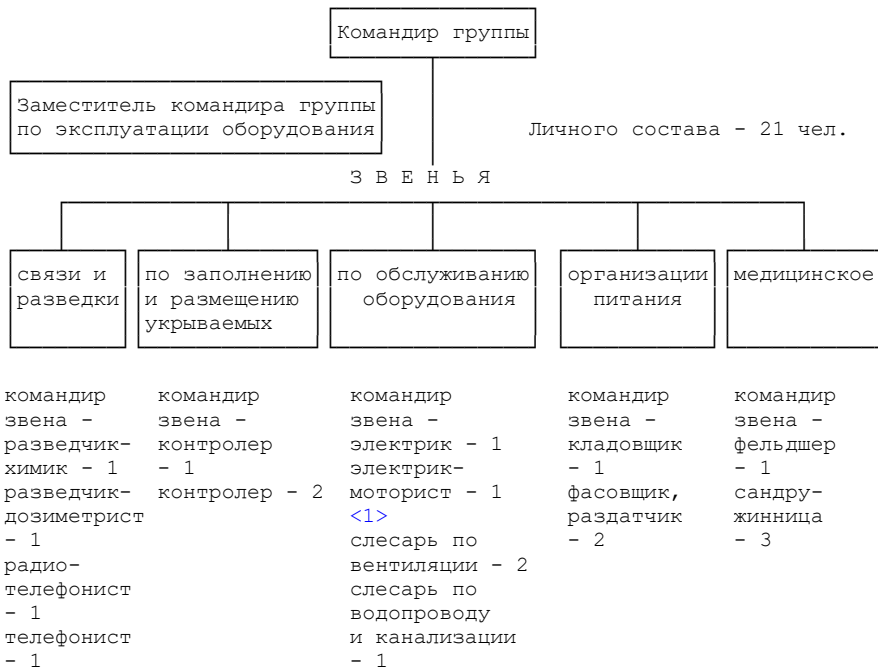 Командир группы
Заместитель командира группы
по эксплуатации оборудования
Личного состава - 21 чел.
З В Е Н Ь Я
связи и
разведки
по заполнению
и размещению
укрываемых
по обслуживанию
оборудования
организации
питания
медицинское
командир
звена -
разведчик-
химик - 1
разведчик-
дозиметрист
- 1
радио-
телефонист
- 1
телефонист
- 1
командир
звена -
контролер
- 1
контролер - 2
командир
звена -
электрик - 1
электрик-
моторист - 1
<1>
слесарь по
вентиляции - 2
слесарь по
водопроводу
и канализации
- 1
командир
звена -
кладовщик
- 1
фасовщик,
раздатчик
- 2
командир
звена -
фельдшер
- 1
сандру-
жинница
- 3